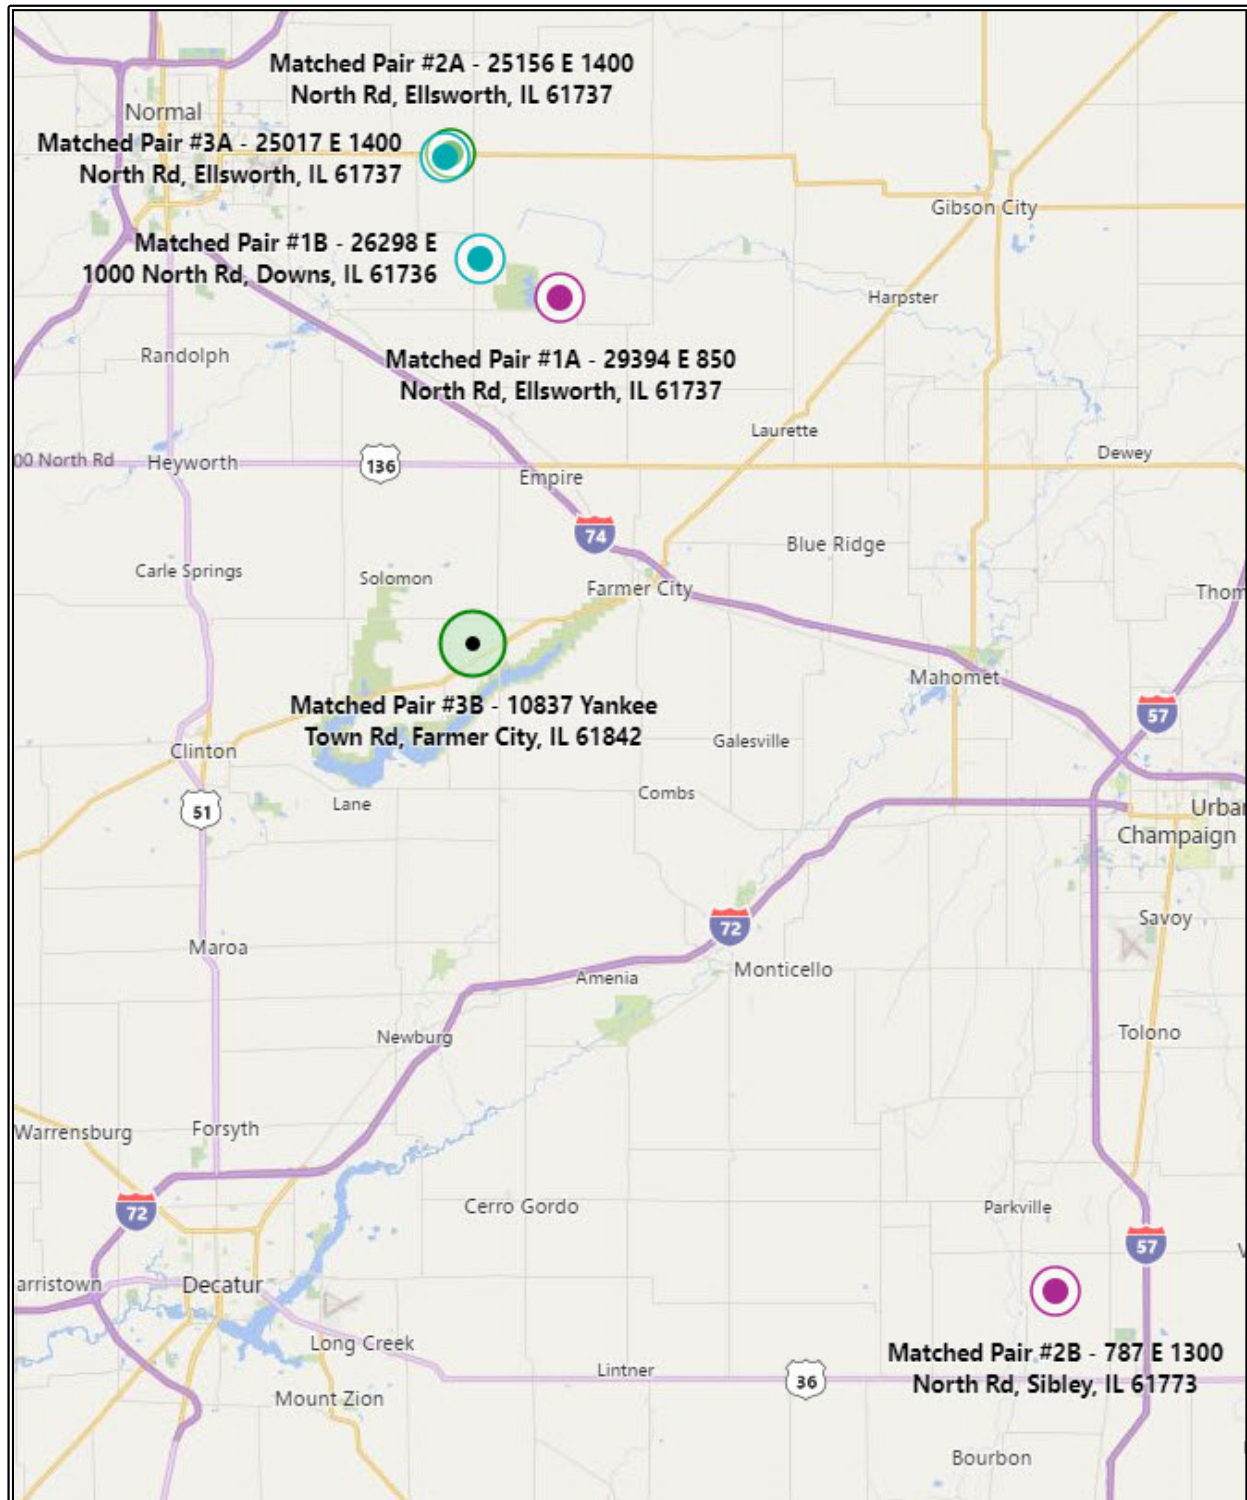 Matched Pair #2A - 25156 E 1400
North Rd, Ellsworth, IL 61737
Normal
Matched Pair #3A - 25017 E 1400
North Rd, Ellsworth, IL 61737
Gibson City
Matched Pair #1B - 26298 E
1000 North Rd, Downs, IL 61736
Harpster
Randolph
Matched Pair #1A - 29394 E 850
North Rd, Ellsworth, IL 61737
Laurette
00 North Rd
Heyworth
136
Dewey
Empire
74
Blue Ridge
Carle Springs
Solomon
Farmer City
Thom
Mahomet
Matched Pair #3B - 10837 Yankee
Town Rd, Farmer City, IL 61842
57
Clinton
Galesville
Combs
Lane
51
Urbar
Champaign
72
Savoy
Maroa
Monticello
Amenia
Newburg
Tolono
Warrensburg
Forsyth
72
Cerro Gordo
Parkville
57
V
arristown
Decatur
Long Creek
Matched Pair #2B - 787 E 1300
North Rd, Sibley, IL 61773
Lintner
36
Mount Zion
Bourbon